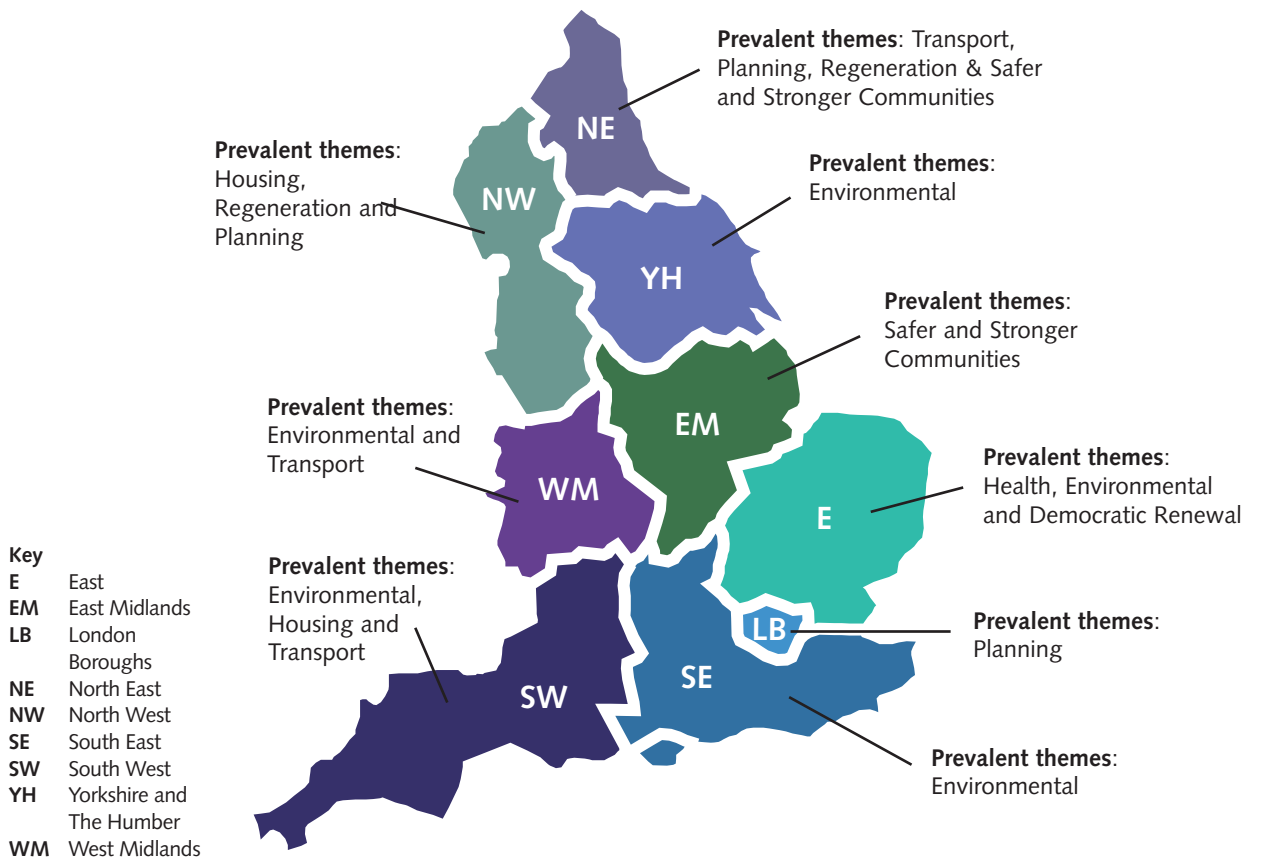 Prevalent themes: Transport,
Planning, Regeneration & Safer
and Stronger Communities
NE
Prevalent themes:
Housing,
Regeneration and
Planning
NW
Prevalent themes:
Environmental
YH
Prevalent themes:
Safer and Stronger
Communities
EM
Prevalent themes:
Environmental and
Transport
WM
Prevalent themes:
Health, Environmental
and Democratic Renewal
E
Prevalent themes:
Environmental,
Housing and
Transport
SW
Prevalent themes:
Planning
LB
SE
Prevalent themes:
Environmental
Key
E East
EM East Midlands
LB London
Boroughs
NE North East
NW North West
SE South East
SW South West
YH Yorkshire and
The Humber
WM West Midlands